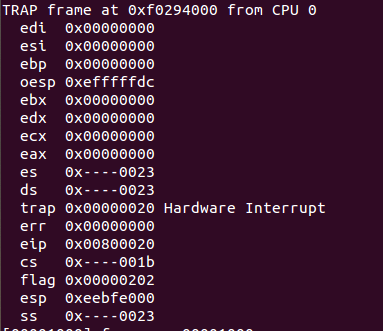 TRAP frame at 0xf0294000 from CPU 0
edi 0x00000000
esi 0x00000000
ebp 0x00000000
oesp 0xefffffdc
ebx 0x00000000
edx 0x00000000
ecx 0x00000000
eax 0x00000000
es 0x----0023
ds 0x----0023
trap 0x00000020 Hardware Interrupt
err 0x00000000
eip 0x00800020
cs 0x----001b
flag 0x00000202
esp 0xeebfe000
ss 0x----0023